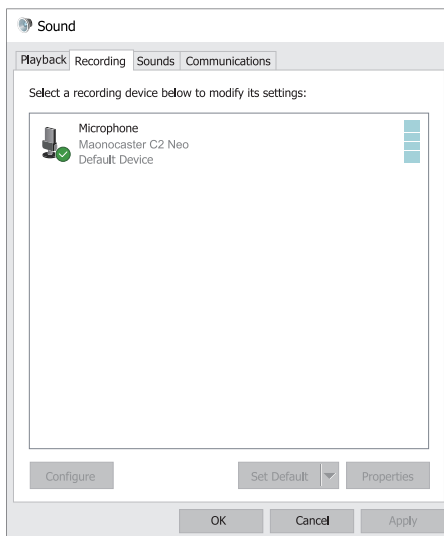 Sound
Playback Recording Sounds Communications
Select a recording device below to modify its settings:
Microphone
Maonocaster C2 Neo
Default Device
Configure Set Default Properties
OK Cancel Apply